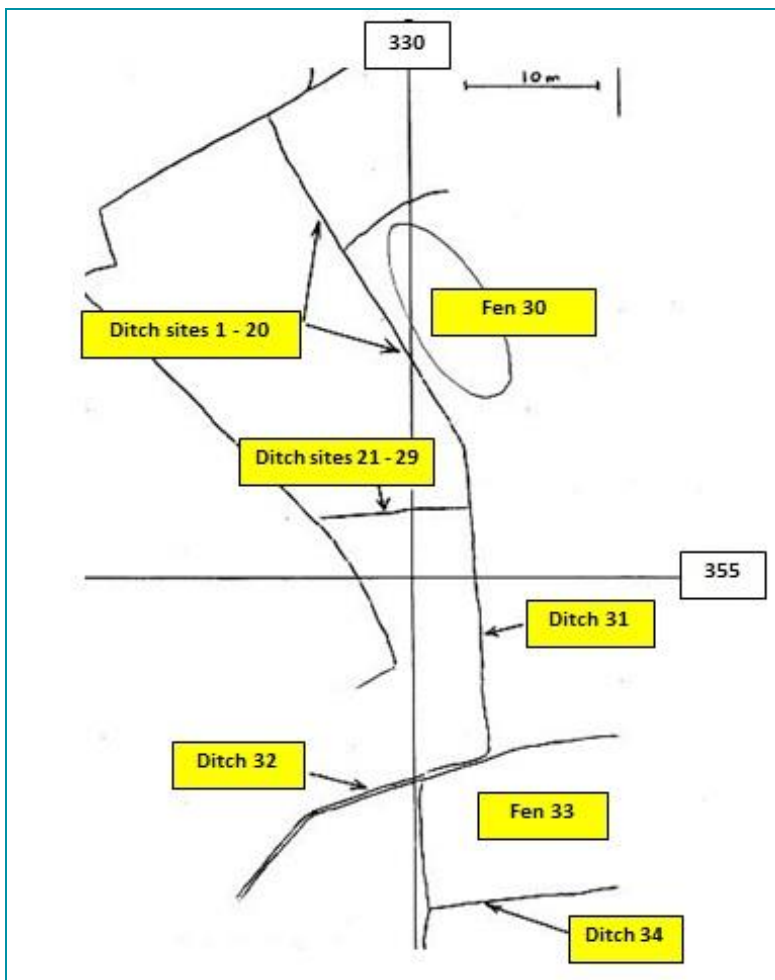 330
10 m
Fen 30
Ditch sites 1 - 20
Ditch sites 21 - 29
355
Ditch 31
Ditch 32
Fen 33
Ditch 34